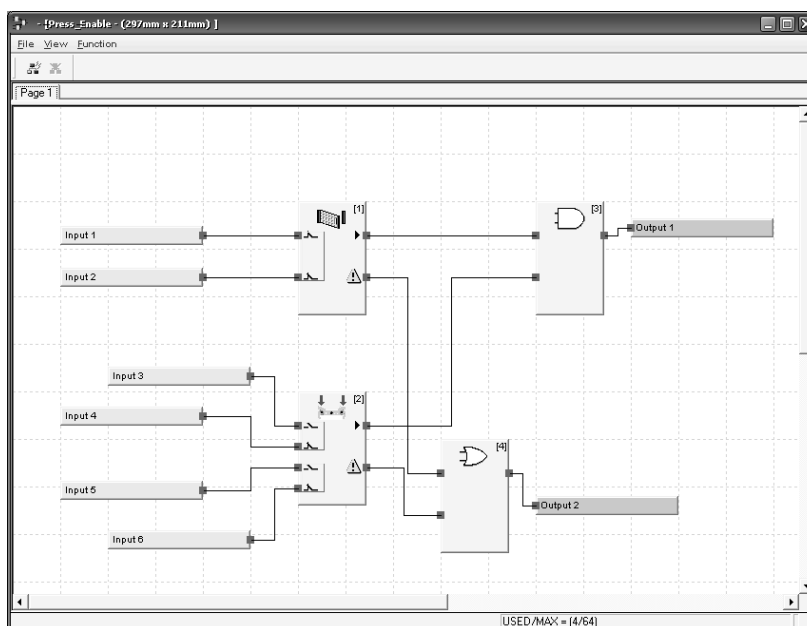 - [Press_Enable - (297mm x 211mm) ]
File View Function
Page 1
[1]
[3]
Input 1
Output 1
Input 2
Input 3
[2]
Input 4
[4]
Input 5
Output 2
Input 6
USED/MAX = (4/64)